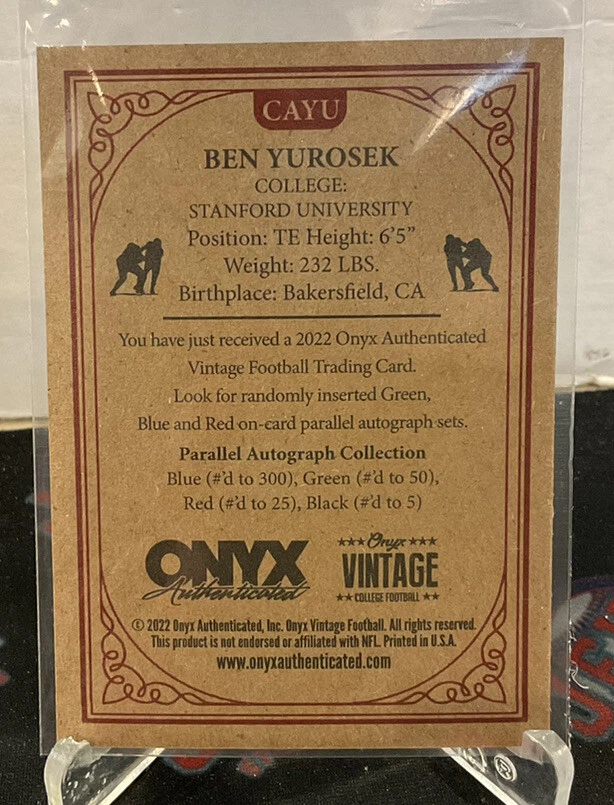 CAYU
BEN YUROSEK
COLLEGE:
STANFORD UNIVERSITY
Position: TE Height: 6'5"
Weight: 232 LBS.
Birthplace: Bakersfield, CA
You have just received a 2022 Onyx Authenticated
Vintage Football Trading Card.
Look for randomly inserted Green,
Blue and Red on-card parallel autograph sets.
Parallel Autograph Collection
Blue (#'d to 300), Green (#'d to 50),
Red (#'d to 25), Black (#'d to 5)
ONYX
Authenticated
Onyx
VINTAGE
COLLEGE FOOTBALL
© 2022 Onyx Authenticated, Inc. Onyx Vintage Football. All rights reserved.
This product is not endorsed or affiliated with NFL. Printed in U.S.A.
www.onyxauthenticated.com